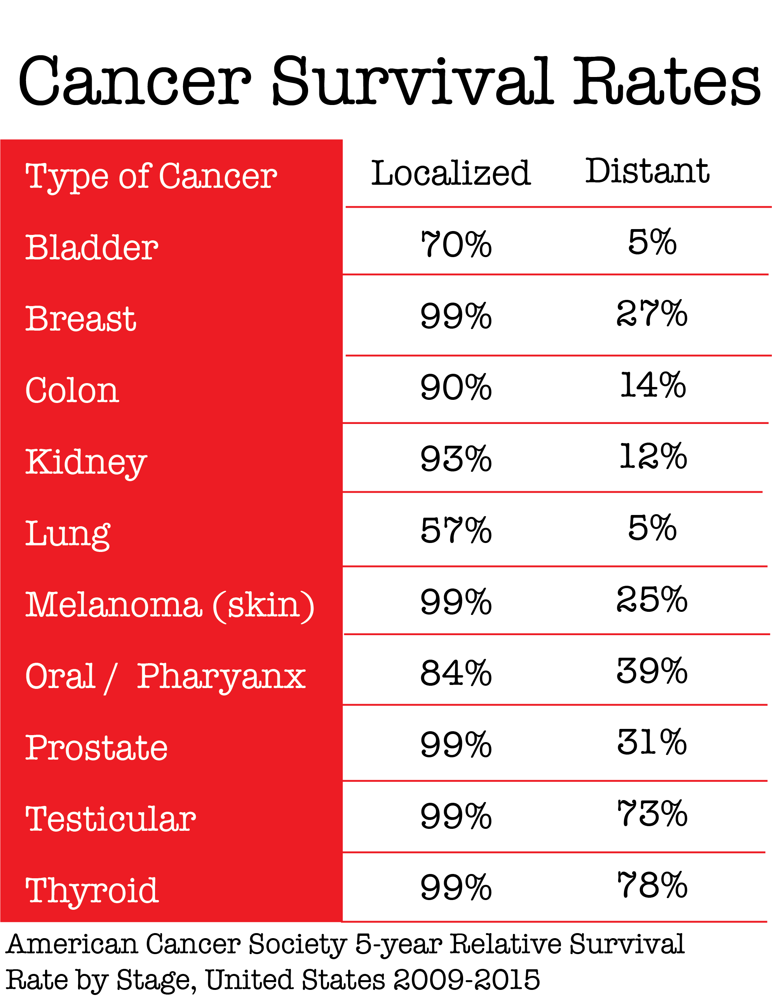 Cancer Survival Rates
Type of Cancer Localized Distant
Bladder 70% 5%
Breast 99% 27%
Colon 90% 14%
Kidney 93% 12%
Lung 57% 5%
Melanoma (skin) 99% 25%
Oral / Pharyanx 84% 39%
Prostate 99% 31%
Testicular 99% 73%
Thyroid 99% 78%
American Cancer Society 5-year Relative Survival
Rate by Stage, United States 2009-2015